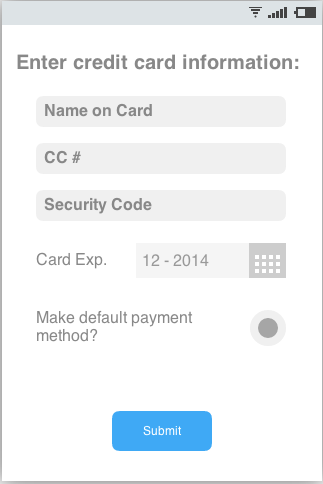 Enter credit card information:
Name on Card
CC #
Security Code
Card Exp.
12 - 2014
Make default payment
method?
Submit